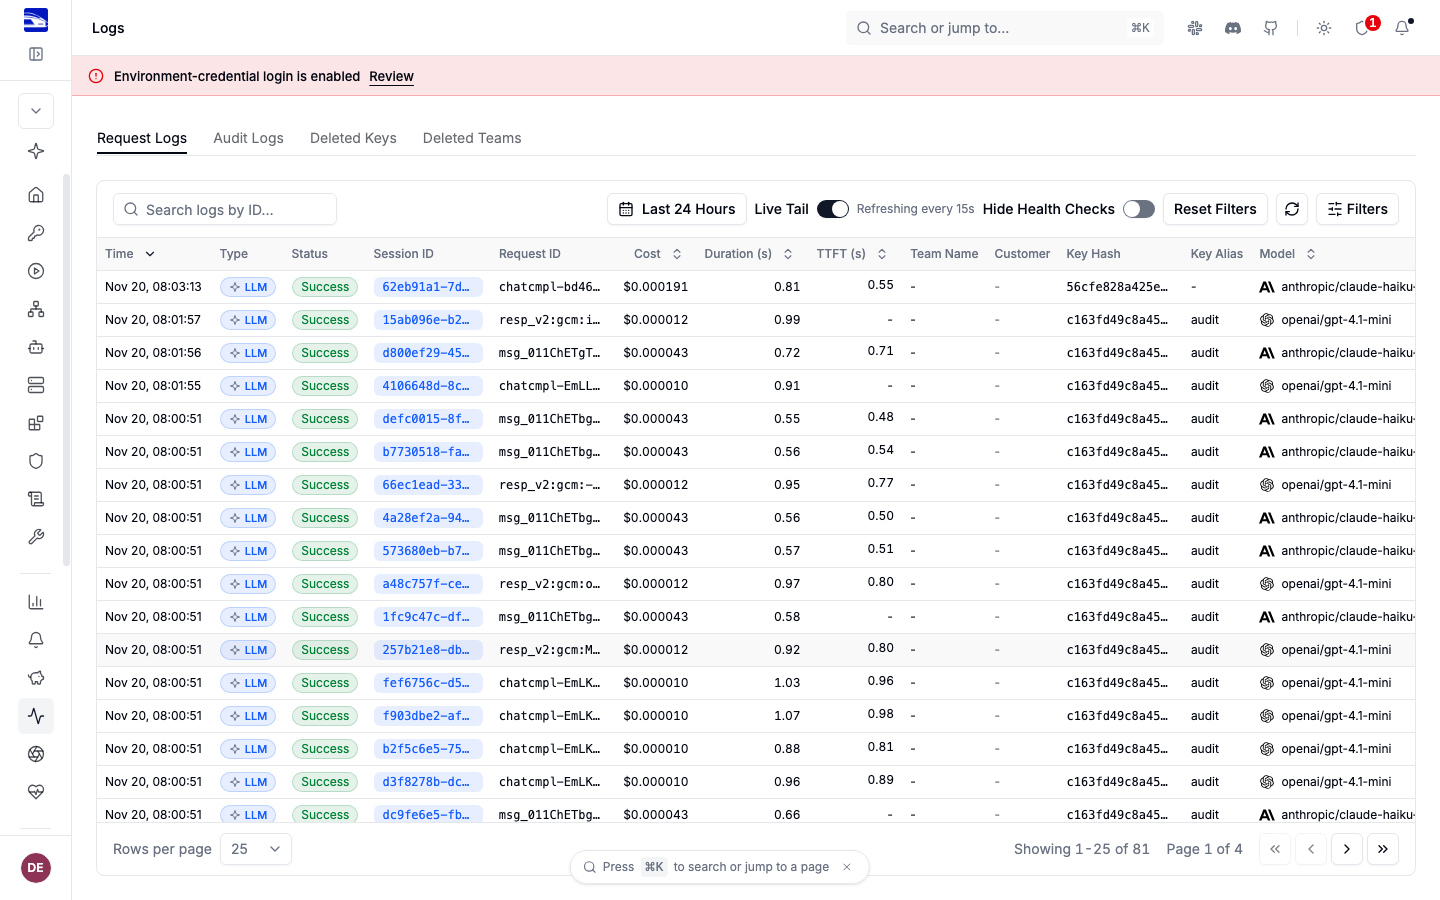 Logs
Search or jump to...
⌘K
1
Environment-credential login is enabled Review
Request Logs Audit Logs Deleted Keys Deleted Teams
Search logs by ID...
Last 24 Hours Live Tail Refreshing every 15s Hide Health Checks Reset Filters Filters
Time Type Status Session ID Request ID Cost Duration (s) TTFT (s) Team Name Customer Key Hash Key Alias Model
Nov 20, 08:03:13 LLM Success 62eb91a1-7d… chatcmpl-bd46… $0.000191 0.81 0.55 - - 56cfe828a425e… - anthropic/claude-haiku-
Nov 20, 08:01:57 LLM Success 15ab096e-b2… resp_v2:gcm:i… $0.000012 0.99 - - - c163fd49c8a45… audit openai/gpt-4.1-mini
Nov 20, 08:01:56 LLM Success d800ef29-45… msg_011ChETgT… $0.000043 0.72 0.71 - - c163fd49c8a45… audit anthropic/claude-haiku-
Nov 20, 08:01:55 LLM Success 4106648d-8c… chatcmpl-EmLL… $0.000010 0.91 - - - c163fd49c8a45… audit openai/gpt-4.1-mini
Nov 20, 08:00:51 LLM Success defc0015-8f… msg_011ChETbg… $0.000043 0.55 0.48 - - c163fd49c8a45… audit anthropic/claude-haiku-
Nov 20, 08:00:51 LLM Success b7730518-fa… msg_011ChETbg… $0.000043 0.56 0.54 - - c163fd49c8a45… audit anthropic/claude-haiku-
Nov 20, 08:00:51 LLM Success 66ec1ead-33… resp_v2:gcm:-… $0.000012 0.95 0.77 - - c163fd49c8a45… audit openai/gpt-4.1-mini
Nov 20, 08:00:51 LLM Success 4a28ef2a-94… msg_011ChETbg… $0.000043 0.56 0.50 - - c163fd49c8a45… audit anthropic/claude-haiku-
Nov 20, 08:00:51 LLM Success 573680eb-b7… msg_011ChETbg… $0.000043 0.57 0.51 - - c163fd49c8a45… audit anthropic/claude-haiku-
Nov 20, 08:00:51 LLM Success a48c757f-ce… resp_v2:gcm:o… $0.000012 0.97 0.80 - - c163fd49c8a45… audit openai/gpt-4.1-mini
Nov 20, 08:00:51 LLM Success 1fc9c47c-df… msg_011ChETbg… $0.000043 0.58 - - - c163fd49c8a45… audit anthropic/claude-haiku-
Nov 20, 08:00:51 LLM Success 257b21e8-db… resp_v2:gcm:M… $0.000012 0.92 0.80 - - c163fd49c8a45… audit openai/gpt-4.1-mini
Nov 20, 08:00:51 LLM Success fef6756c-d5… chatcmpl-EmLK… $0.000010 1.03 0.96 - - c163fd49c8a45… audit openai/gpt-4.1-mini
Nov 20, 08:00:51 LLM Success f903dbe2-af… chatcmpl-EmLK… $0.000010 1.07 0.98 - - c163fd49c8a45… audit openai/gpt-4.1-mini
Nov 20, 08:00:51 LLM Success b2f5c6e5-75… chatcmpl-EmLK… $0.000010 0.88 0.81 - - c163fd49c8a45… audit openai/gpt-4.1-mini
Nov 20, 08:00:51 LLM Success d3f8278b-dc… chatcmpl-EmLK… $0.000010 0.96 0.89 - - c163fd49c8a45… audit openai/gpt-4.1-mini
Nov 20, 08:00:51 LLM Success dc9fe6e5-fb… msg_011ChETbg… $0.000043 0.66 - - - c163fd49c8a45… audit anthropic/claude-haiku-
Rows per page 25 Showing 1-25 of 81 Page 1 of 4
Press ⌘K to search or jump to a page
DE